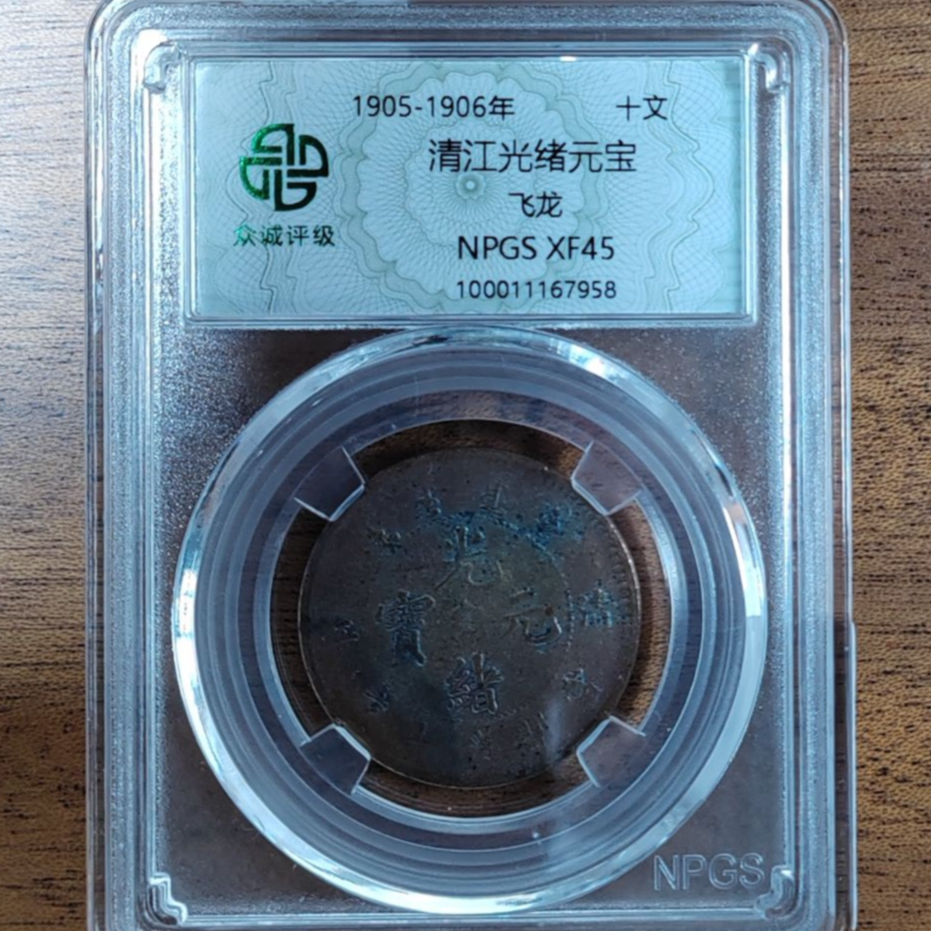 1905-1906年 十文
清江光绪元宝
飞龙
NPGS XF45
100011167958
众诚评级
光
寶 元
緒
NPGS